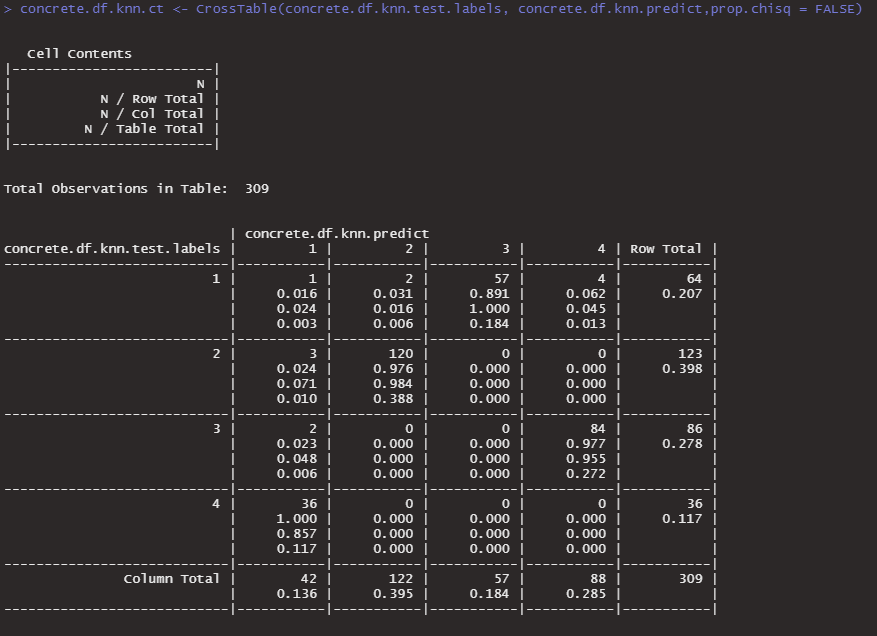 > concrete.df.knn.ct <- CrossTable(concrete.df.knn.test.labels, concrete.df.knn.predict,prop.chisq = FALSE)
   Cell Contents
|-------------------------|
|                       N |
|           N / Row Total |
|           N / Col Total |
|         N / Table Total |
|-------------------------|
Total Observations in Table:  309
                            | concrete.df.knn.predict
concrete.df.knn.test.labels |         1 |         2 |         3 |         4 | Row Total |
----------------------------|-----------|-----------|-----------|-----------|-----------|
                          1 |         1 |         2 |        57 |         4 |        64 |
                            |     0.016 |     0.031 |     0.891 |     0.062 |     0.207 |
                            |     0.024 |     0.016 |     1.000 |     0.045 |           |
                            |     0.003 |     0.006 |     0.184 |     0.013 |           |
----------------------------|-----------|-----------|-----------|-----------|-----------|
                          2 |         3 |       120 |         0 |         0 |       123 |
                            |     0.024 |     0.976 |     0.000 |     0.000 |     0.398 |
                            |     0.071 |     0.984 |     0.000 |     0.000 |           |
                            |     0.010 |     0.388 |     0.000 |     0.000 |           |
----------------------------|-----------|-----------|-----------|-----------|-----------|
                          3 |         2 |         0 |         0 |        84 |        86 |
                            |     0.023 |     0.000 |     0.000 |     0.977 |     0.278 |
                            |     0.048 |     0.000 |     0.000 |     0.955 |           |
                            |     0.006 |     0.000 |     0.000 |     0.272 |           |
----------------------------|-----------|-----------|-----------|-----------|-----------|
                          4 |        36 |         0 |         0 |         0 |        36 |
                            |     1.000 |     0.000 |     0.000 |     0.000 |     0.117 |
                            |     0.857 |     0.000 |     0.000 |     0.000 |           |
                            |     0.117 |     0.000 |     0.000 |     0.000 |           |
----------------------------|-----------|-----------|-----------|-----------|-----------|
               Column Total |        42 |       122 |        57 |        88 |       309 |
                            |     0.136 |     0.395 |     0.184 |     0.285 |           |
----------------------------|-----------|-----------|-----------|-----------|-----------|